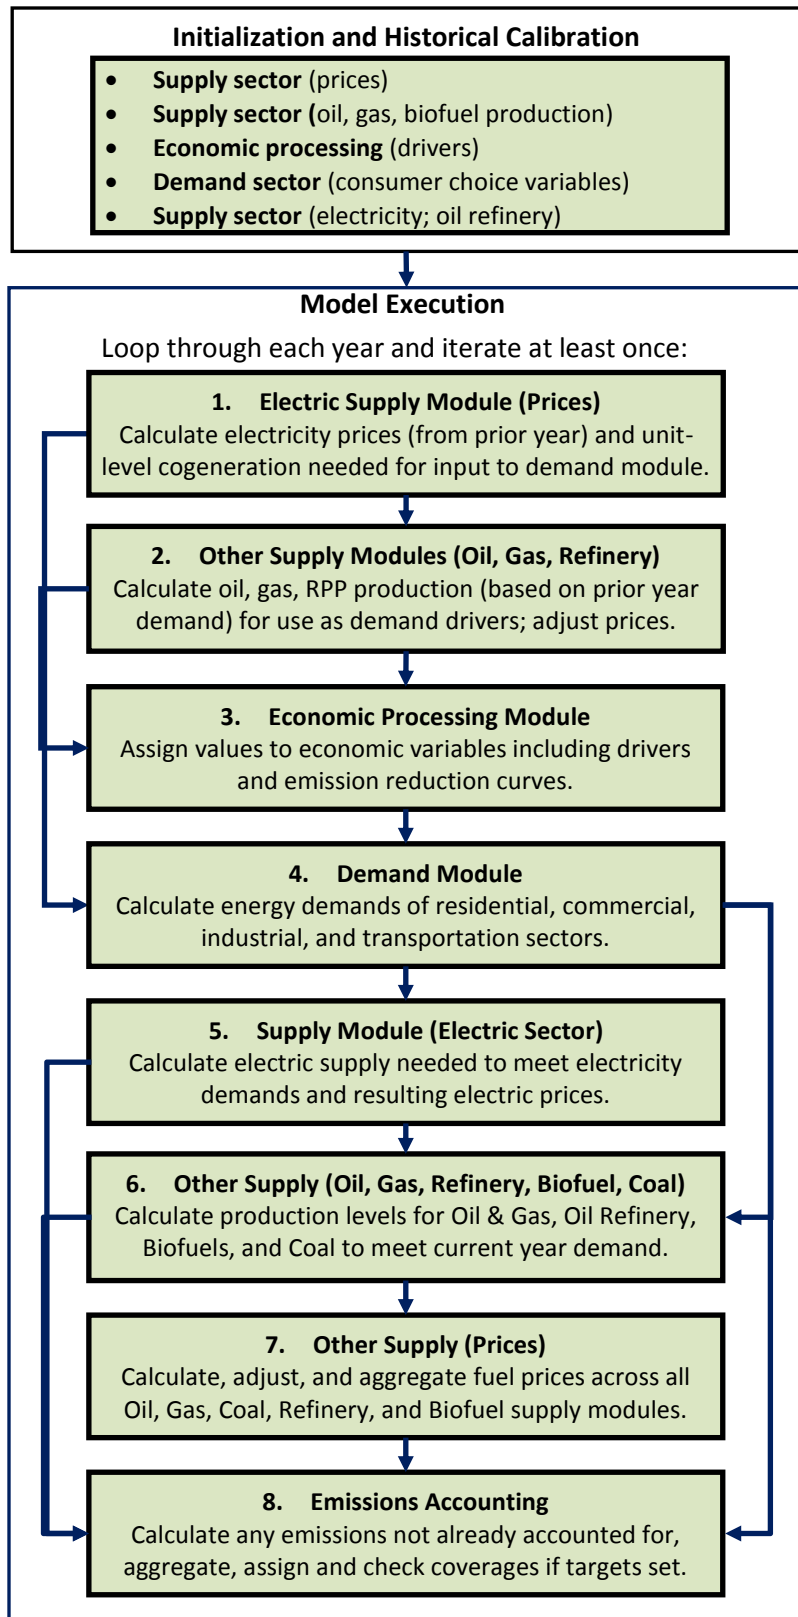 Initialization and Historical Calibration
• Supply sector (prices)
• Supply sector (oil, gas, biofuel production)
• Economic processing (drivers)
• Demand sector (consumer choice variables)
• Supply sector (electricity; oil refinery)
Model Execution
Loop through each year and iterate at least once:
1. Electric Supply Module (Prices)
Calculate electricity prices (from prior year) and unit-
level cogeneration needed for input to demand module.
2. Other Supply Modules (Oil, Gas, Refinery)
Calculate oil, gas, RPP production (based on prior year
demand) for use as demand drivers; adjust prices.
3. Economic Processing Module
Assign values to economic variables including drivers
and emission reduction curves.
4. Demand Module
Calculate energy demands of residential, commercial,
industrial, and transportation sectors.
5. Supply Module (Electric Sector)
Calculate electric supply needed to meet electricity
demands and resulting electric prices.
6. Other Supply (Oil, Gas, Refinery, Biofuel, Coal)
Calculate production levels for Oil & Gas, Oil Refinery,
Biofuels, and Coal to meet current year demand.
7. Other Supply (Prices)
Calculate, adjust, and aggregate fuel prices across all
Oil, Gas, Coal, Refinery, and Biofuel supply modules.
8. Emissions Accounting
Calculate any emissions not already accounted for,
aggregate, assign and check coverages if targets set.